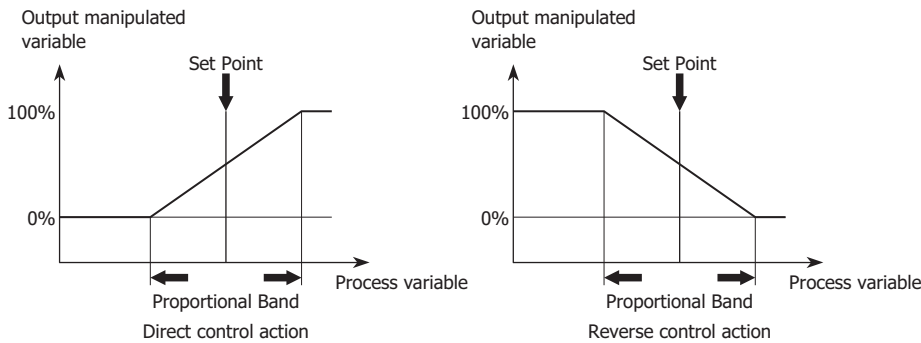 Output manipulated
variable
Set Point
100%
0%
Process variable
Proportional Band
Direct control action
Output manipulated
variable
Set Point
100%
0%
Process variable
Proportional Band
Reverse control action